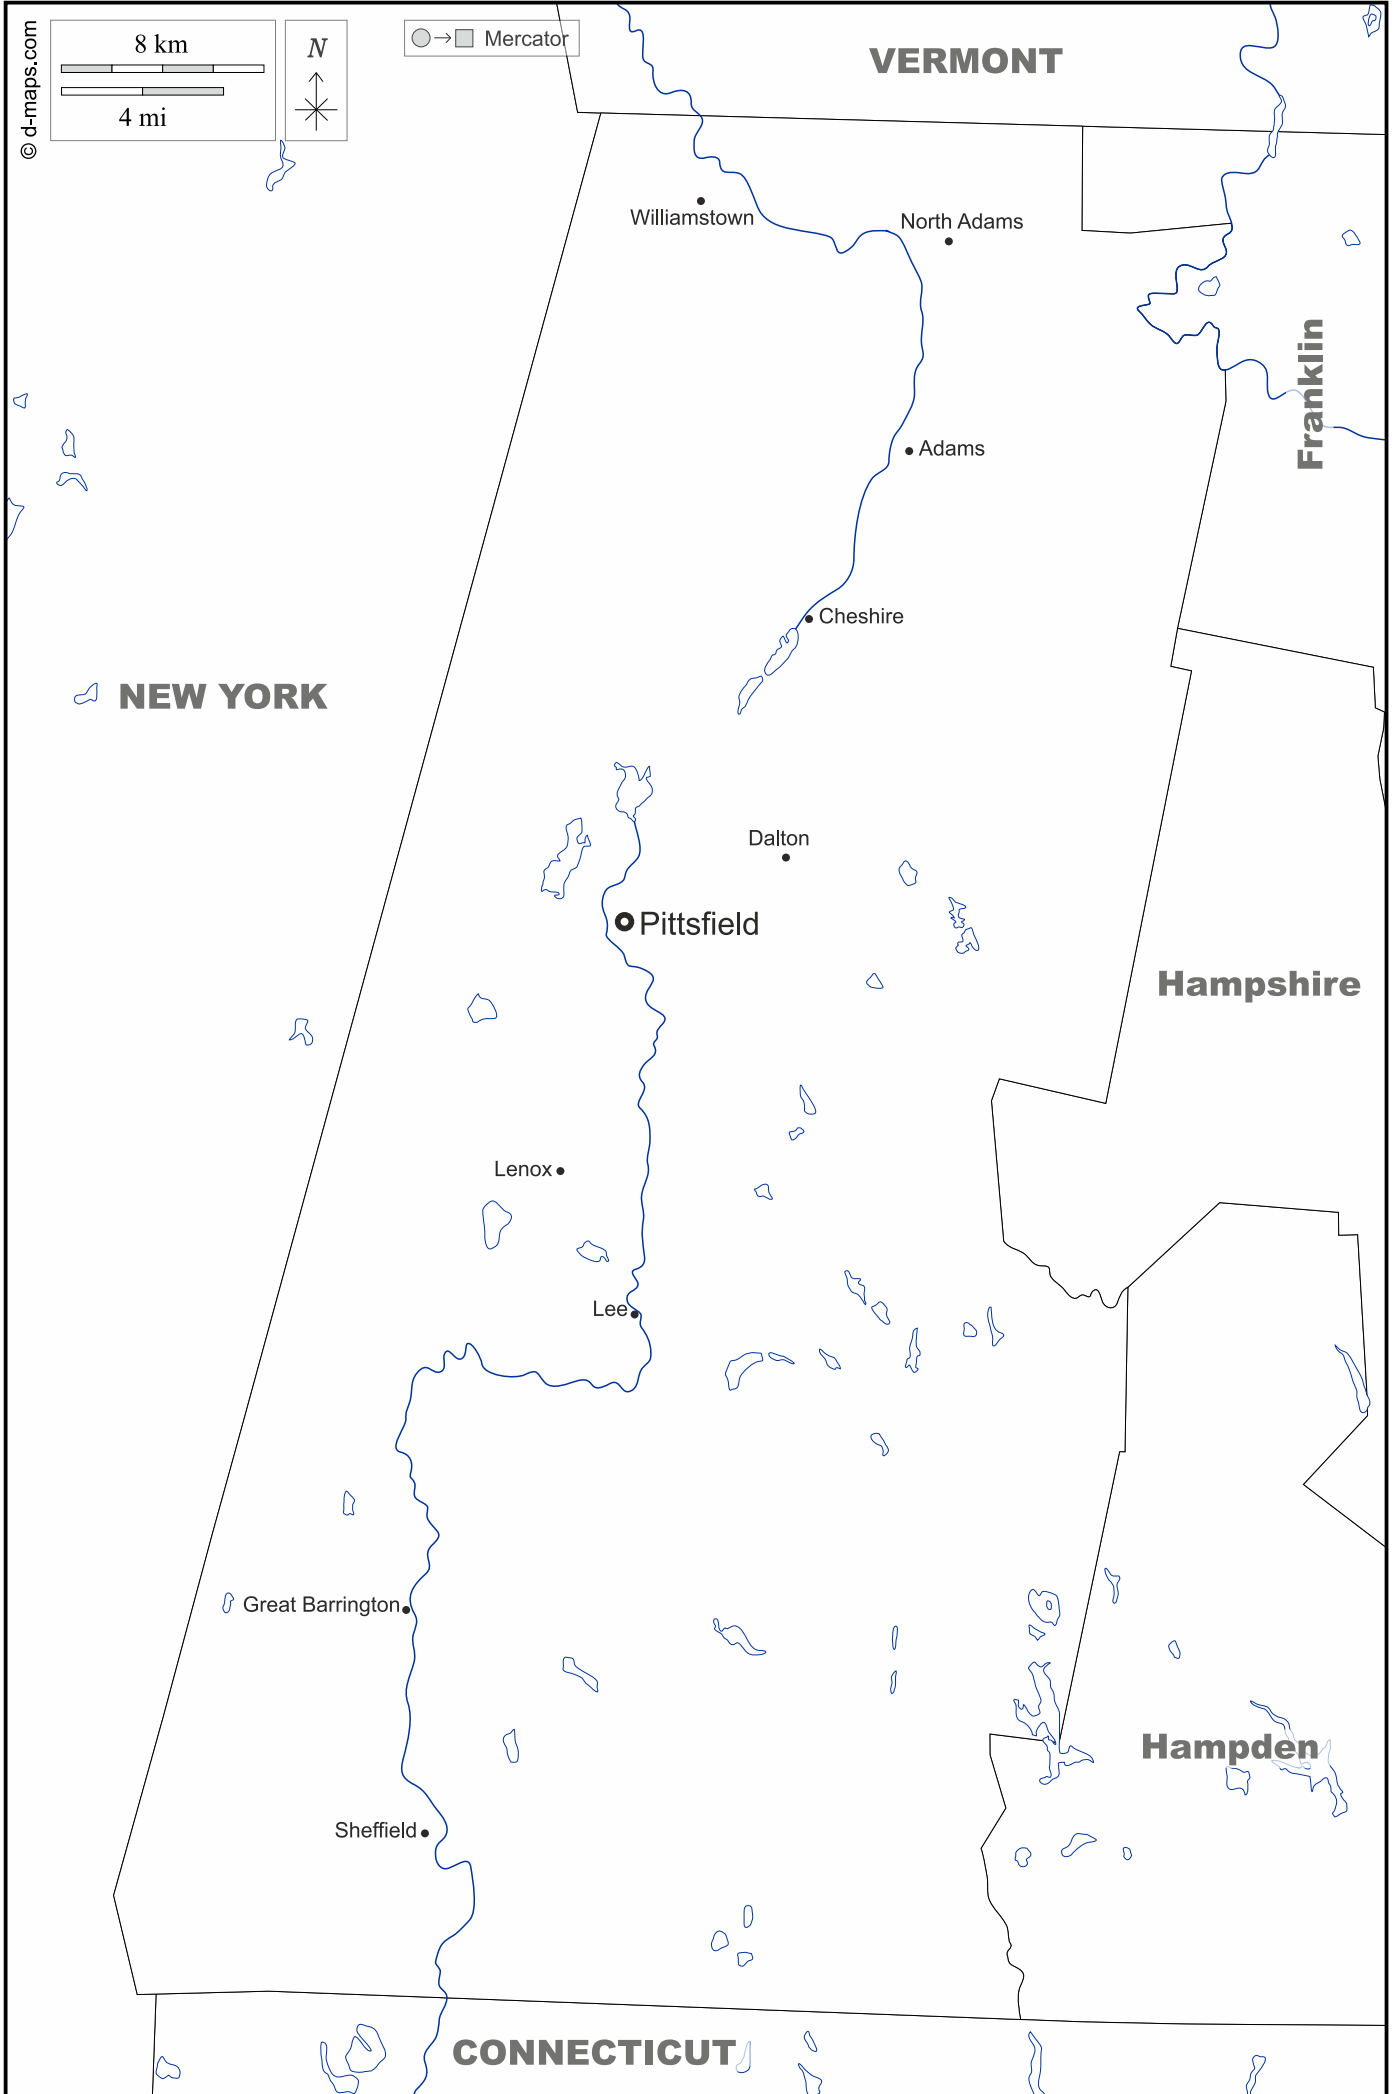 © d-maps.com
8 km
4 mi
N
Mercator
VERMONT
Williamstown
North Adams
Franklin
Adams
Cheshire
NEW YORK
Dalton
Pittsfield
Hampshire
Lenox
Lee
Great Barrington
Hampden
Sheffield
CONNECTICUT